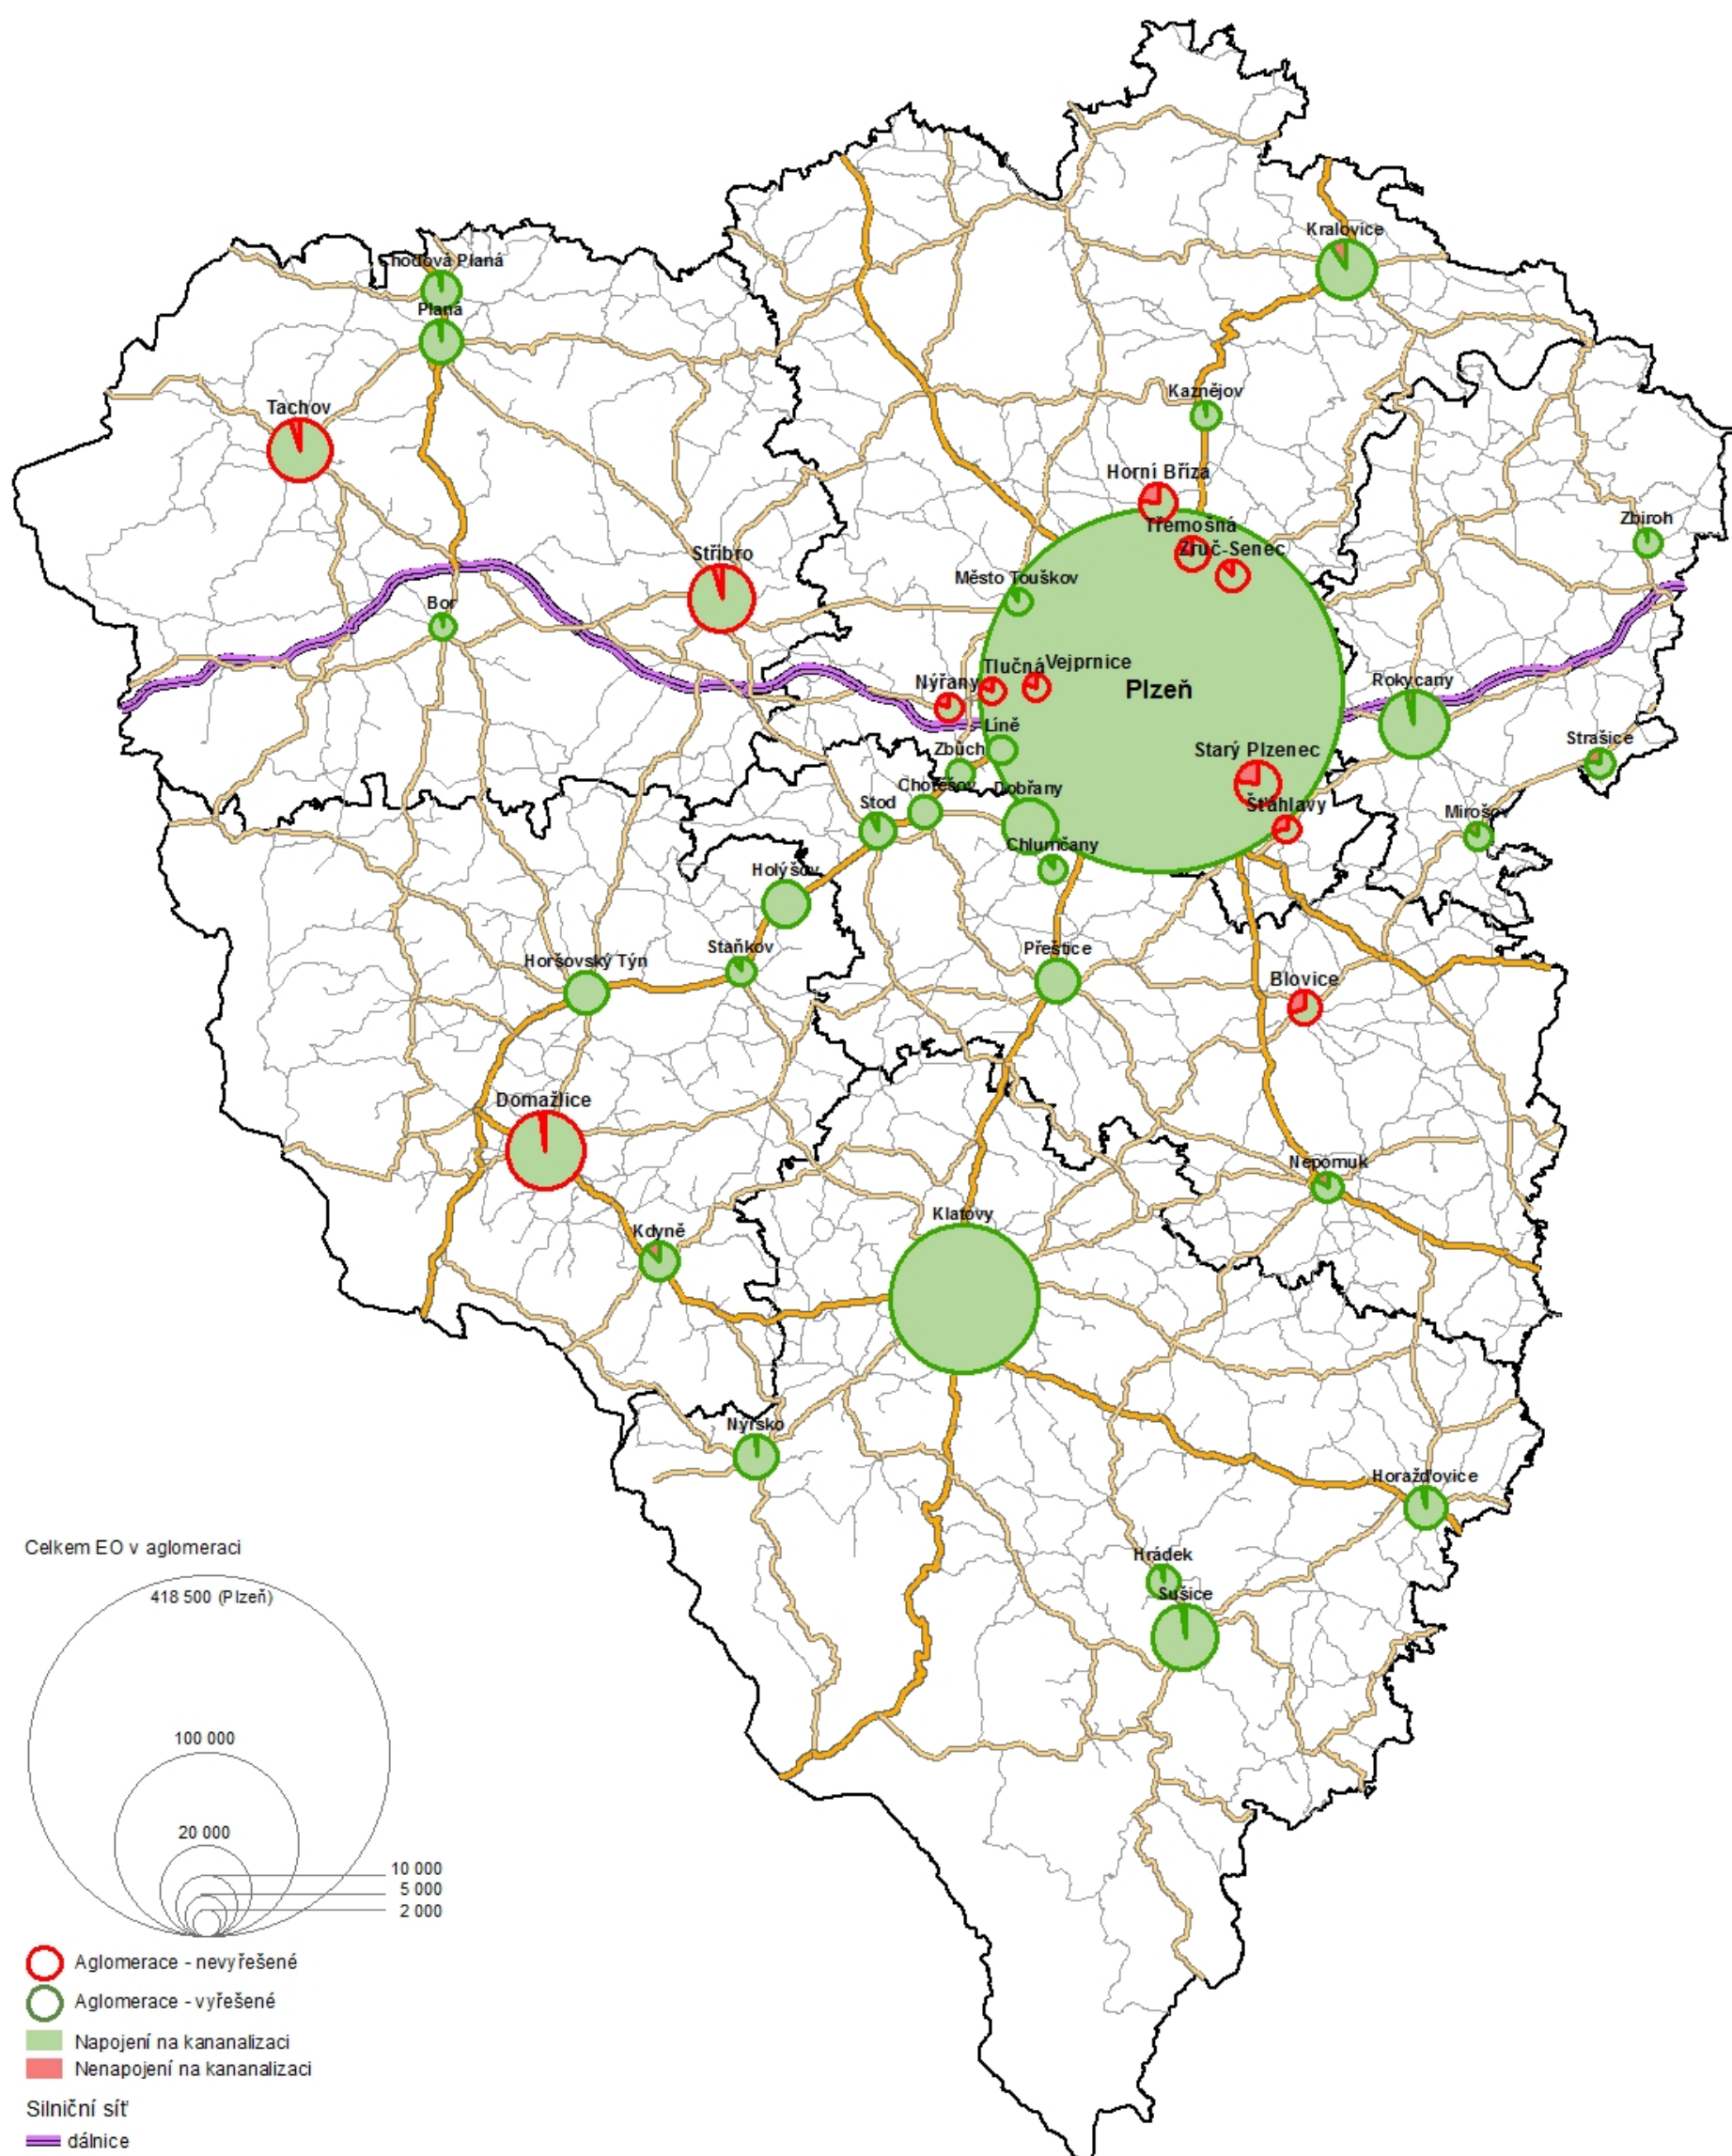 Kralovice
Chodová Planá
Planá
Kaznějov
Tachov
Horní Bříza
Zbiroh
Třemošná
Zruč-Senec
Stříbro
Město Touškov
Bor
Tlučná
Vejprnice
Nýřany
Plzeň
Rokycany
Líně
Strašice
Zbůch
Starý Plzenec
Chotěšov
Dobřany
Stod
Šťáhlavy
Mirošov
Chlumčany
Holýšov
Staňkov
Přeštice
Horšovský Týn
Blovice
Domažlice
Nepomuk
Klatovy
Kdyně
Nýrsko
Horažďovice
Hrádek
Sušice
Celkem EO v aglomeraci
418 500 (Plzeň)
100 000
20 000
10 000
5 000
2 000
Aglomerace - nevyřešené
Aglomerace - vyřešené
Napojení na kananalizaci
Nenapojení na kananalizaci
Silniční síť
dálnice